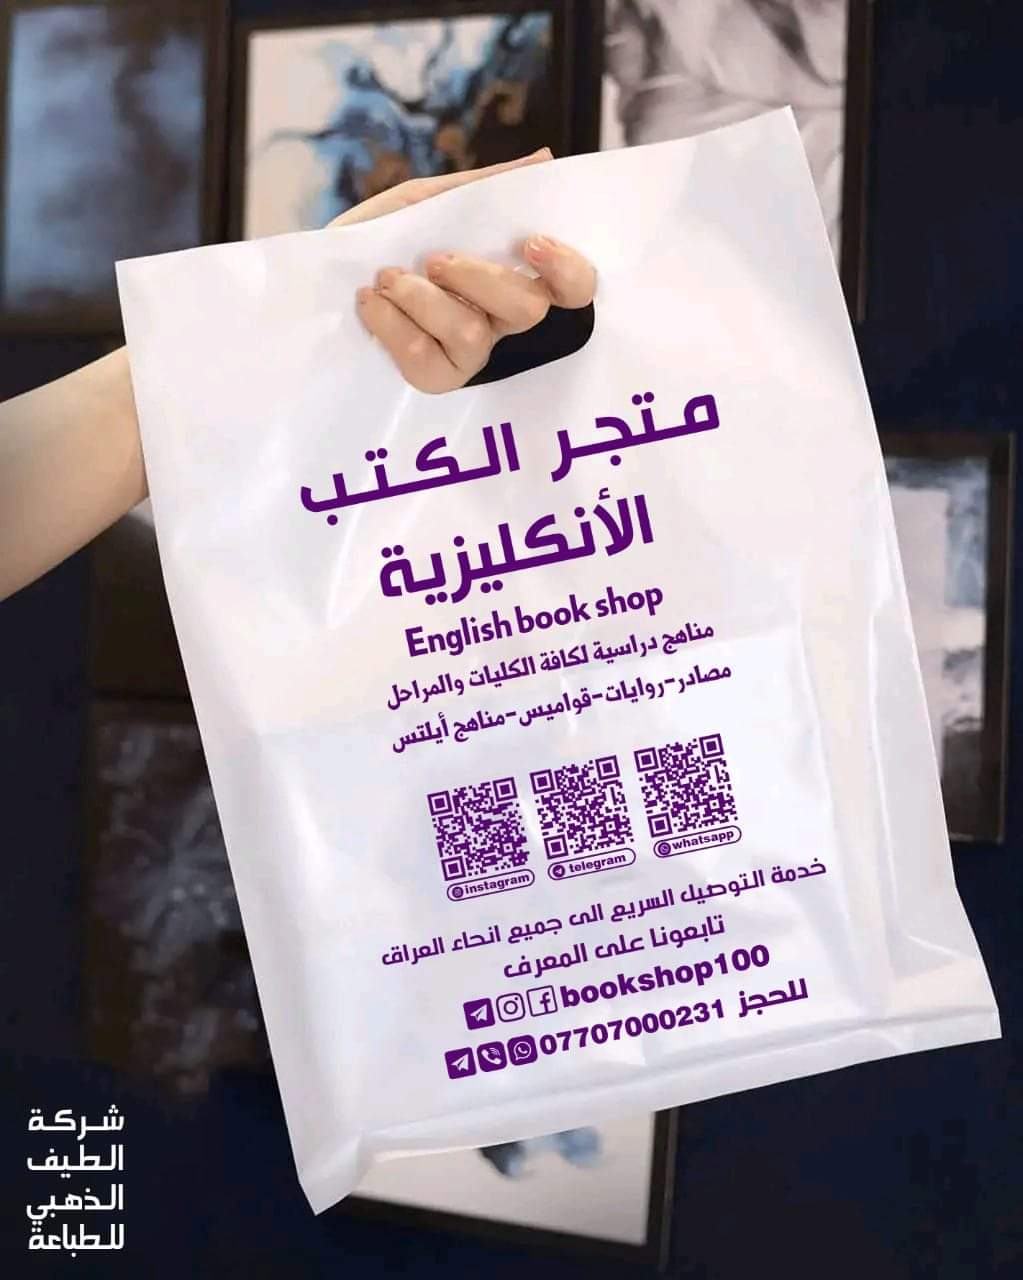 متجر الكتب
الأنكليزية
English book shop
مناهج دراسية لكافة الكليات والمراحل
مصادر-روايات-قواميس-مناهج أيلتس
instagram
telegram
whatsapp
خدمة التوصيل السريع الى جميع انحاء العراق
تابعونا على المعرف
bookshop100
للحجز 07707000231
شركة
الطيف
الذهبي
للطباعة